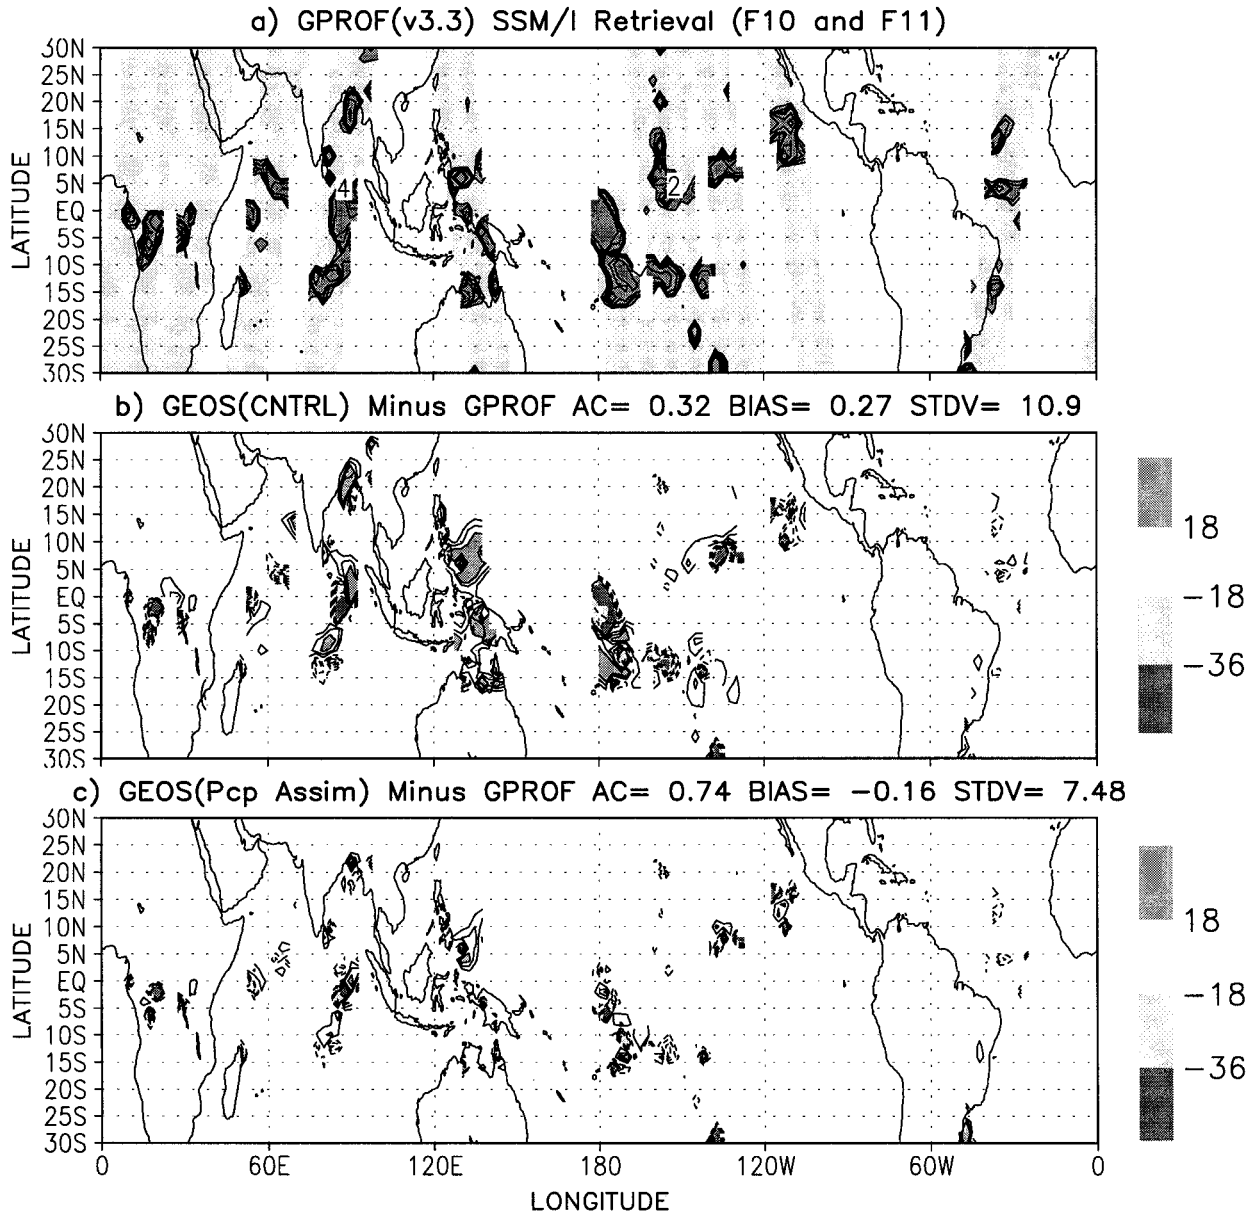 a) GPROF(v3.3) SSM/I Retrieval (F10 and F11)
30N
25N
20N
15N
10N
5N
EQ
5S
10S
15S
20S
25S
30S
LATITUDE
4
2
b) GEOS(CNTRL) Minus GPROF AC= 0.32 BIAS= 0.27 STDV= 10.9
30N
25N
20N
15N
10N
5N
EQ
5S
10S
15S
20S
25S
30S
LATITUDE
18
-18
-36
c) GEOS(Pcp Assim) Minus GPROF AC= 0.74 BIAS= -0.16 STDV= 7.48
30N
25N
20N
15N
10N
5N
EQ
5S
10S
15S
20S
25S
30S
LATITUDE
18
-18
-36
0 60E 120E 180 120W 60W 0
LONGITUDE